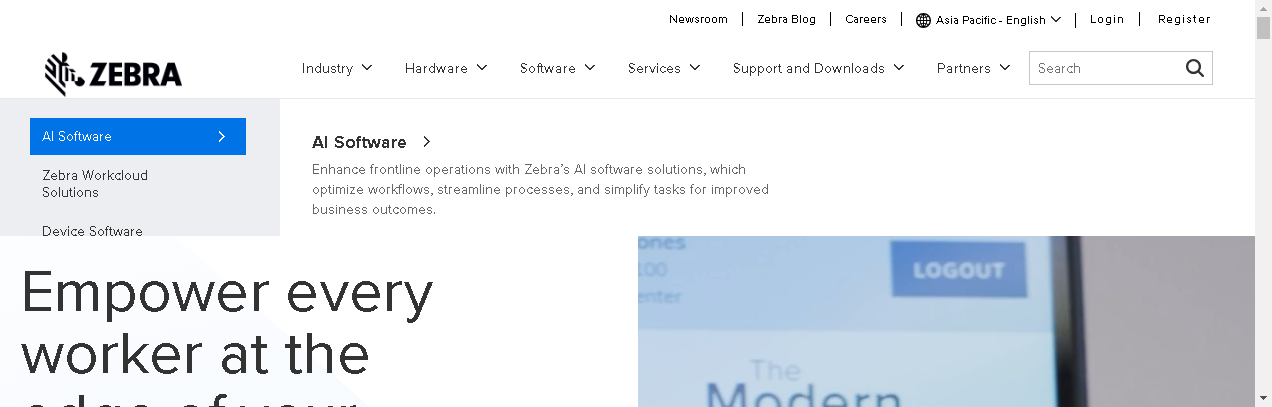 Newsroom Zebra Blog Careers Asia Pacific - English Login Register
ZEBRA Industry Hardware Software Services Support and Downloads Partners Search
AI Software
Zebra Workcloud
Solutions
Device Software
AI Software
Enhance frontline operations with Zebra's AI software solutions, which
optimize workflows, streamline processes, and simplify tasks for improved
business outcomes.
Empower every
worker at the
edge of your
ones
100
enter
LOGOUT
The
Modern